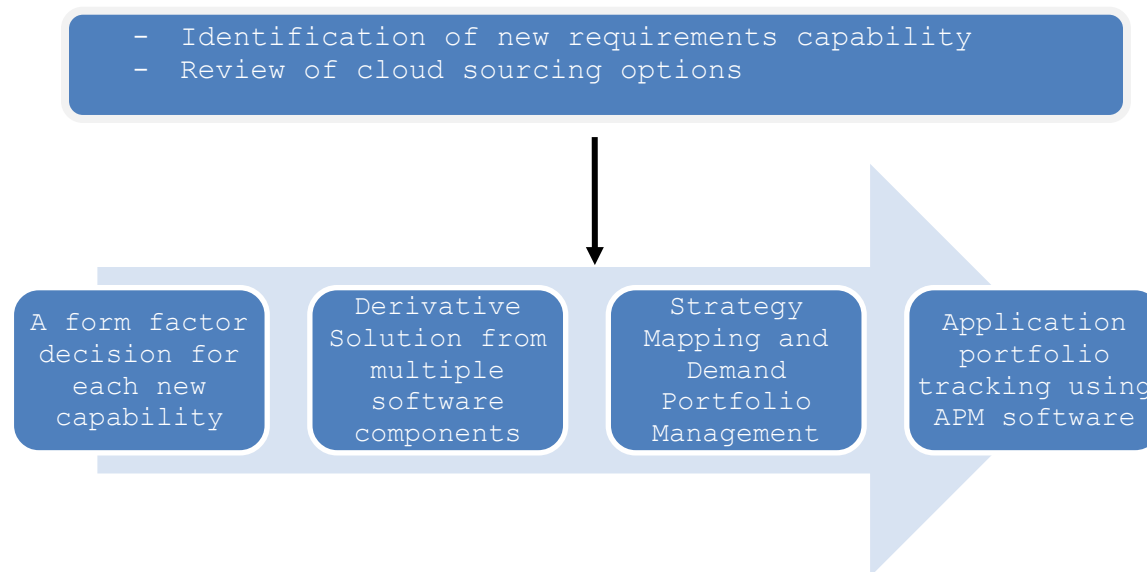 - Identification of new requirements capability
- Review of cloud sourcing options
A form factor
decision for
each new
capability
Derivative
Solution from
multiple
software
components
Strategy
Mapping and
Demand
Portfolio
Management
Application
portfolio
tracking using
APM software